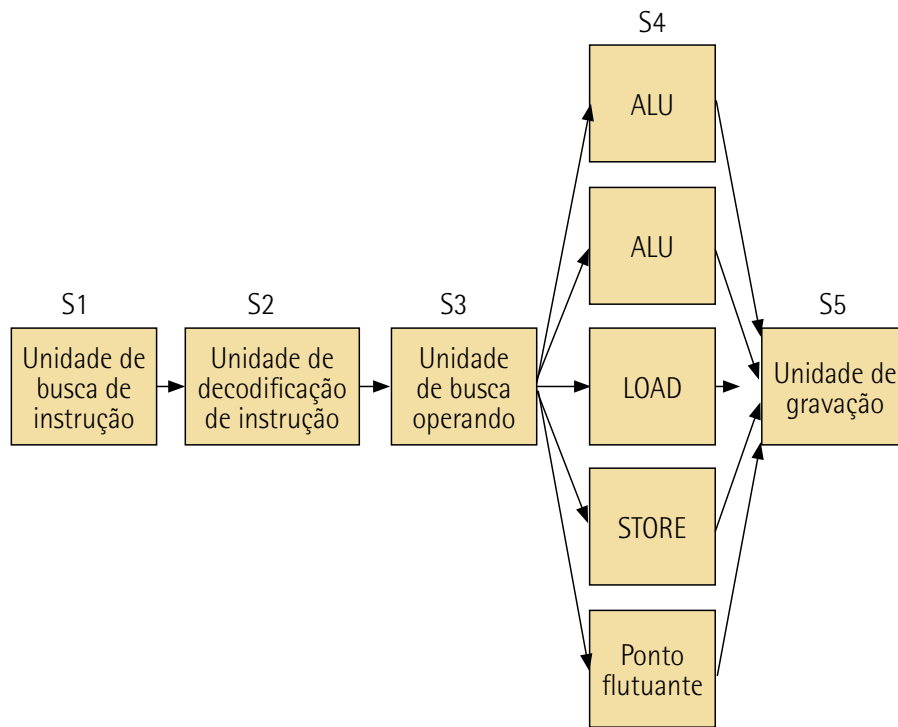 S1
Unidade de
busca de
instrução
S2
Unidade de
decodificação
de instrução
S3
Unidade
de busca
operando
S4
ALU
ALU
LOAD
STORE
Ponto
flutuante
S5
Unidade de
gravação